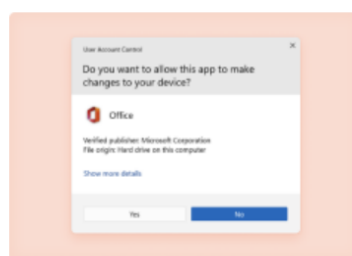 User Account Control
Do you want to allow this app to make
changes to your device?
Office
Verified publisher: Microsoft Corporation
File origin: Hard drive on this computer
Show more details
Yes
No